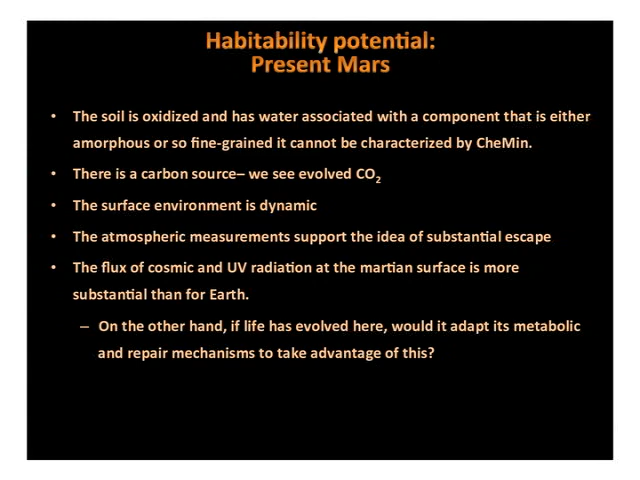 Habitability potential:
Present Mars
• The soil is oxidized and has water associated with a component that is either
amorphous or so fine-grained it cannot be characterized by CheMin.
• There is a carbon source– we see evolved CO2
• The surface environment is dynamic
• The atmospheric measurements support the idea of substantial escape
• The flux of cosmic and UV radiation at the martian surface is more
substantial than for Earth.
– On the other hand, if life has evolved here, would it adapt its metabolic
and repair mechanisms to take advantage of this?